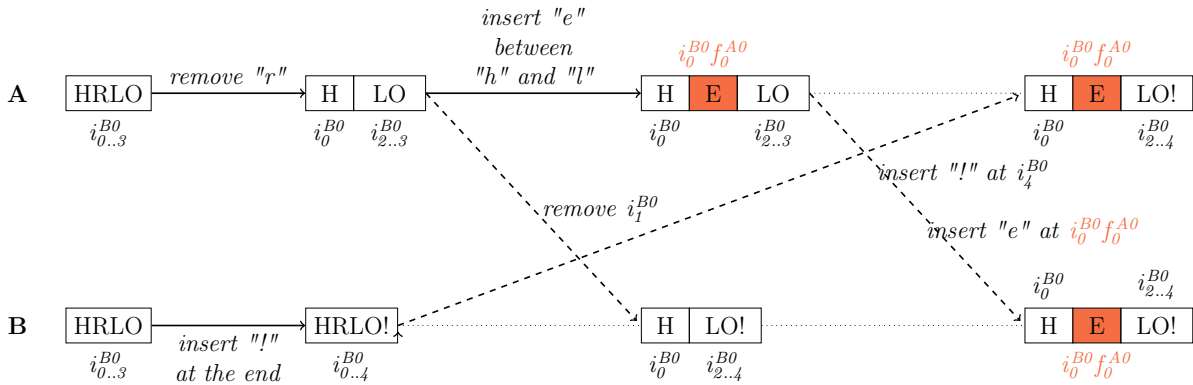 insert "e"
between
"h" and "l"
remove "r"
i_0^{B0} f_0^{A0}
i_0^{B0} f_0^{A0}
A
HRLO
H LO
H E LO
H E LO!
i_{0..3}^{B0}
i_0^{B0} i_{2..3}^{B0}
i_0^{B0} i_{2..3}^{B0}
i_0^{B0} i_{2..4}^{B0}
insert "!" at i_4^{B0}
remove i_1^{B0}
insert "e" at i_0^{B0} f_0^{A0}
i_0^{B0} i_{2..4}^{B0}
B
HRLO
HRLO!
H LO!
H E LO!
insert "!"
at the end
i_{0..3}^{B0}
i_{0..4}^{B0}
i_0^{B0} i_{2..4}^{B0}
i_0^{B0} f_0^{A0}